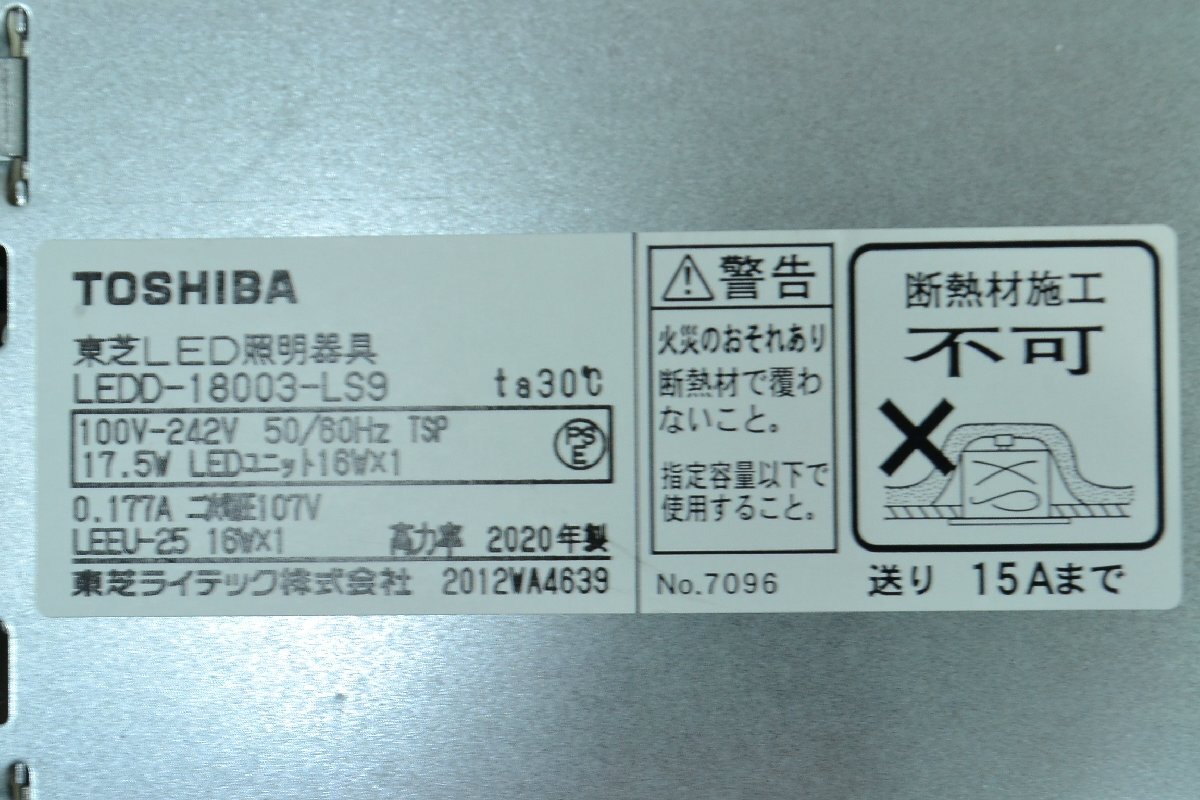 TOSHIBA
東芝LED照明器具
LEDD-18003-LS9 ta30℃
100V-242V 50/60Hz TSP
17.5W LEDユニット16W×1
PS
E
0.177A 二次電圧107V
LEEU-25 16W×1 高力率 2020年製
東芝ライテック株式会社 2012WA4639
警告
火災のおそれあり
断熱材で覆わ
ないこと。
指定容量以下で
使用すること。
No.7096
断熱材施工
不可
送り 15Aまで